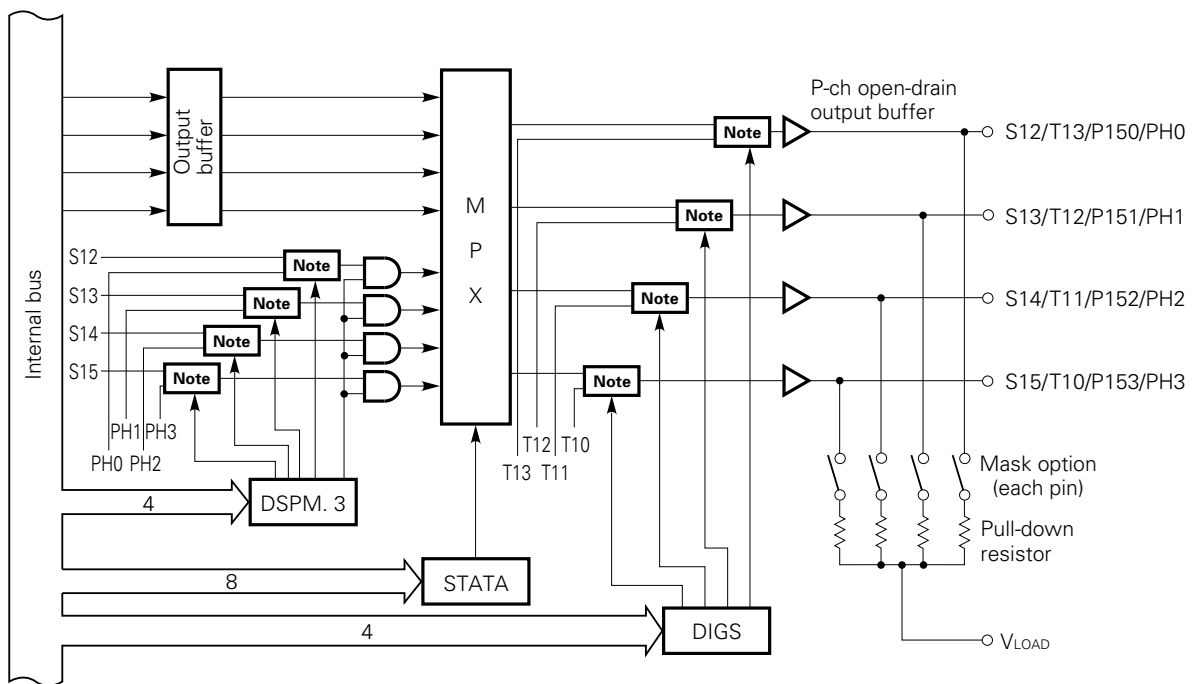 P-ch open-drain
output buffer
Internal bus
Output
buffer
M
P
X
Note
S12/T13/P150/PH0
Note
S13/T12/P151/PH1
S12
Note
S13
Note
Note
S14/T11/P152/PH2
S14
Note
S15
Note
Note
S15/T10/P153/PH3
PH1
PH3
PH0
PH2
T12
T10
T13
T11
Mask option
(each pin)
4
DSPM. 3
Pull-down
resistor
8
STATA
4
DIGS
VLOAD